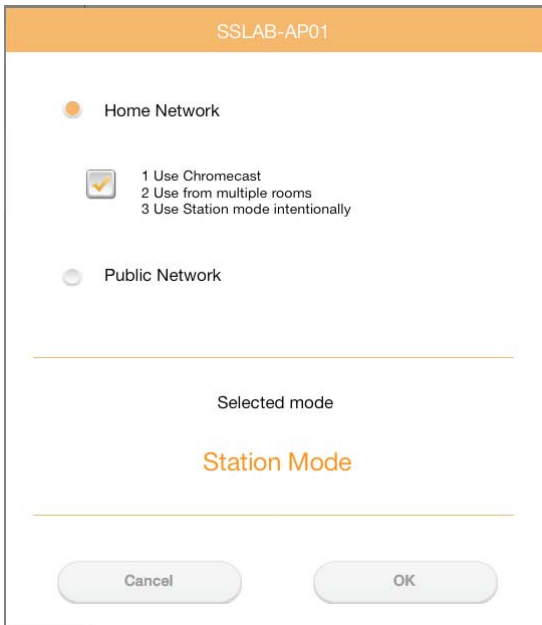 SSLAB-AP01
Home Network
1 Use Chromecast
2 Use from multiple rooms
3 Use Station mode intentionally
Public Network
Selected mode
Station Mode
Cancel
OK